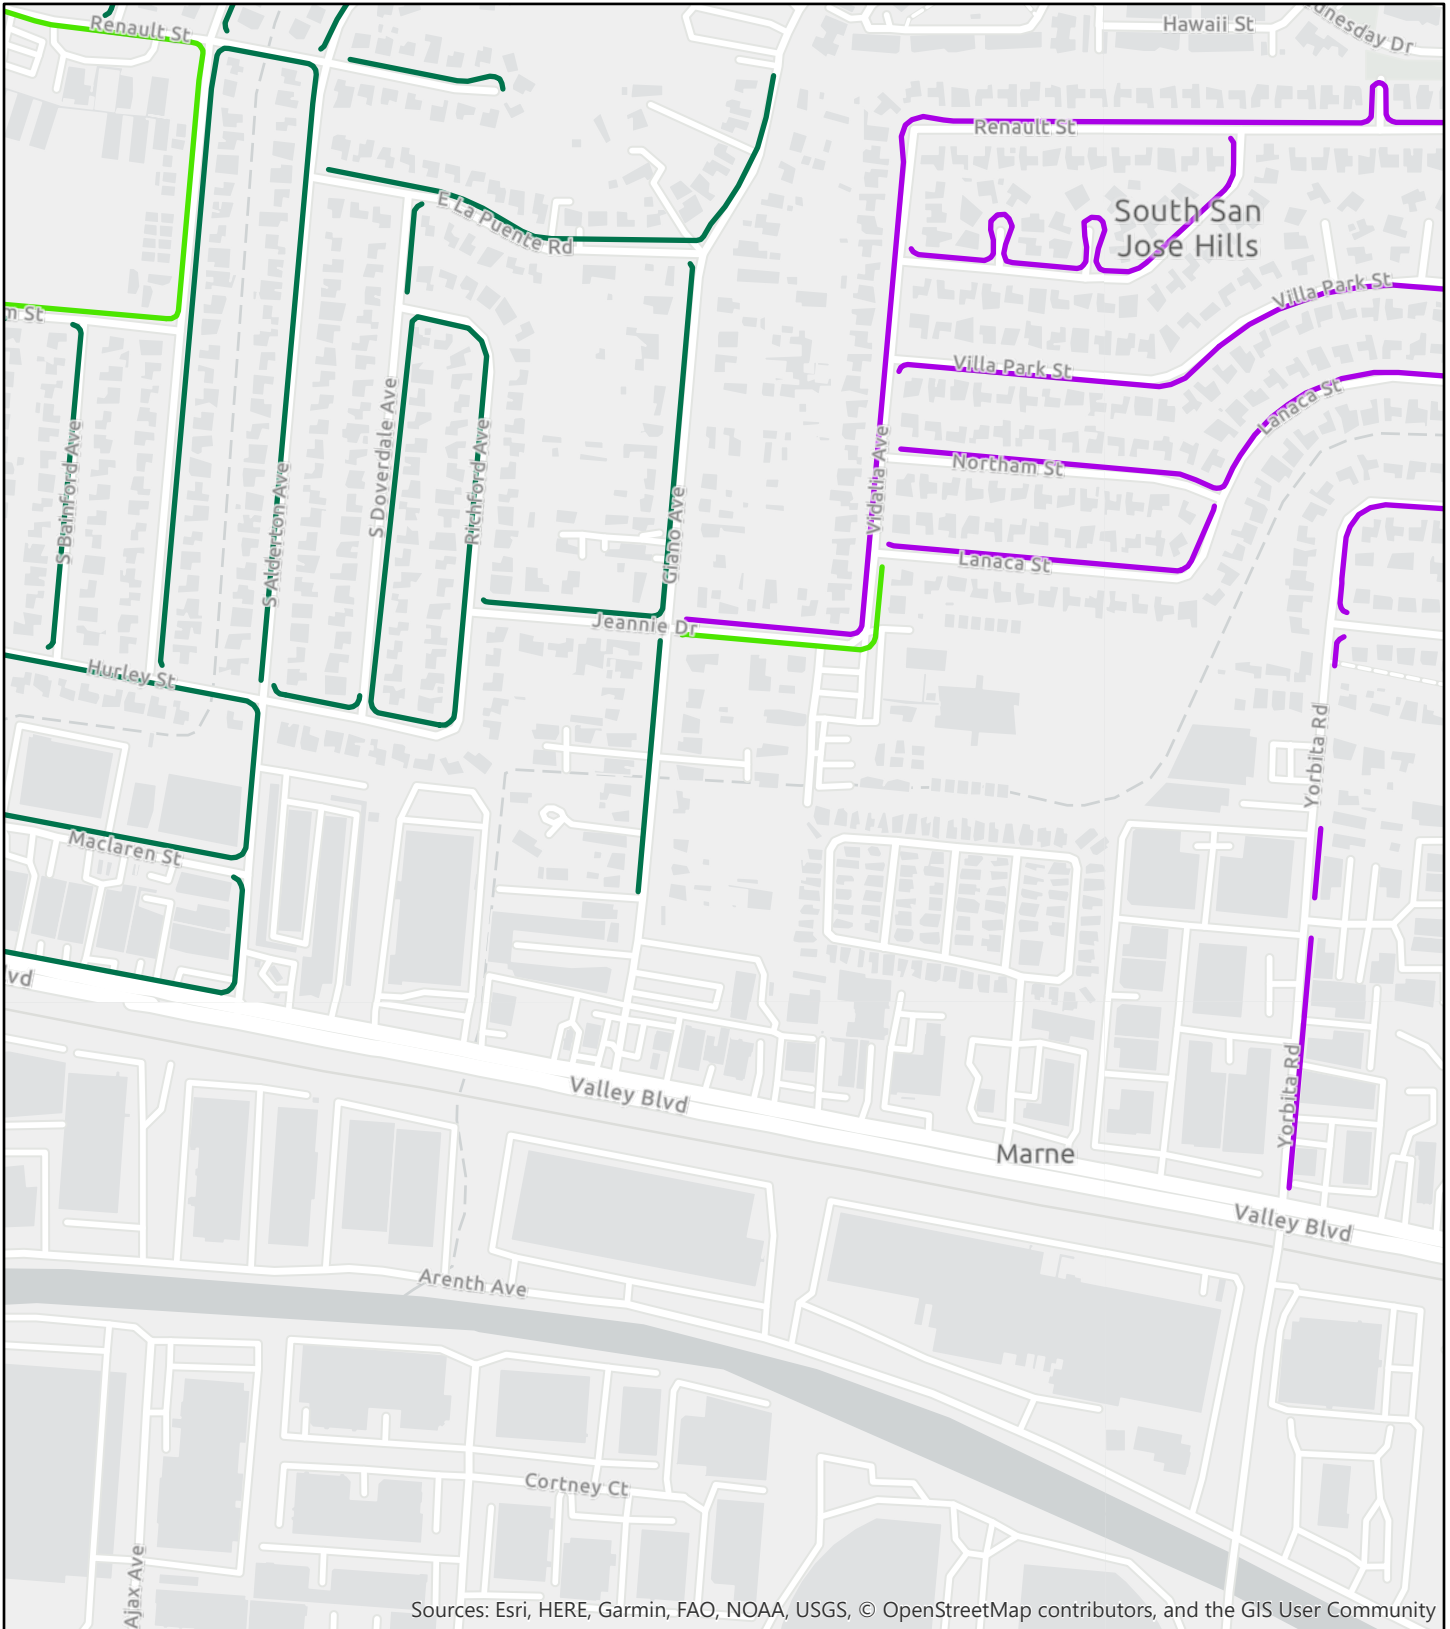 Renault St
Hawaii St
unesday Dr
Renault St
E La Puente Rd
South San
Jose Hills
Villa Park St
m St
Villa Park St
Lanaca St
S Doverdale Ave
S Bainford Ave
S Alderton Ave
Richford Ave
Vidalia Ave
Northam St
Giano Ave
Lanaca St
Jeannie Dr
Hurley St
Yorbita Rd
Maclaren St
lvd
Valley Blvd
Yorbita Rd
Marne
Valley Blvd
Arenth Ave
Cortney Ct
Ajax Ave
Sources: Esri, HERE, Garmin, FAO, NOAA, USGS, © OpenStreetMap contributors, and the GIS User Community